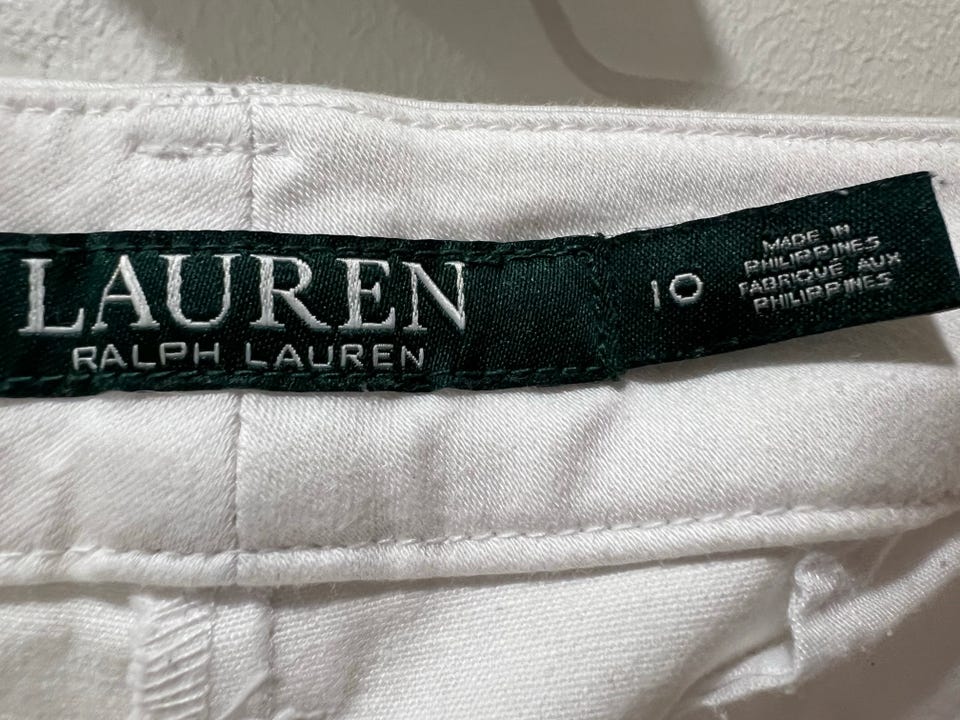 LAUREN
RALPH LAUREN
10
MADE IN
PHILIPPINES
FABRIQUÉ AUX
PHILIPPINES